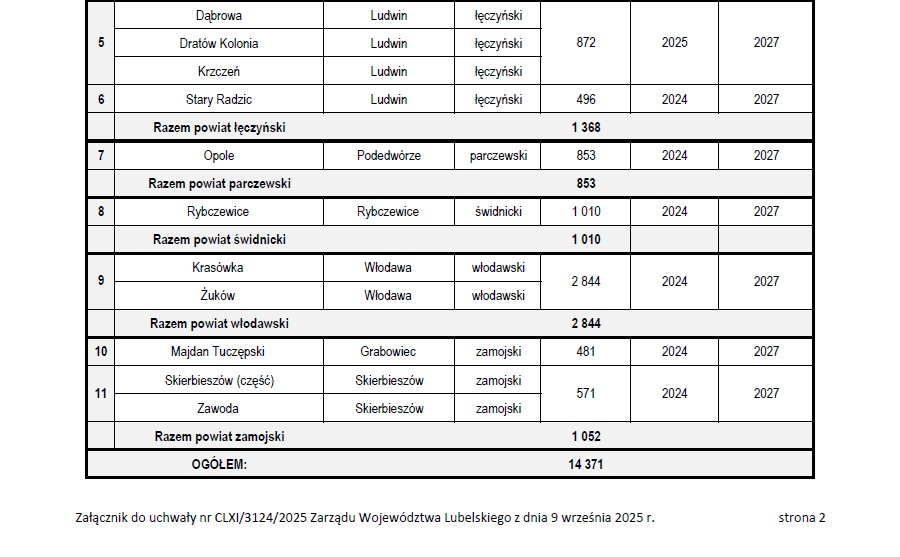 Dąbrowa Ludwin łęczyński
5 Dratów Kolonia Ludwin łęczyński 872 2025 2027
Krzczeń Ludwin łęczyński
6 Stary Radzic Ludwin łęczyński 496 2024 2027
Razem powiat łęczyński 1 368
7 Opole Podedwórze parczewski 853 2024 2027
Razem powiat parczewski 853
8 Rybczewice Rybczewice świdnicki 1 010 2024 2027
Razem powiat świdnicki 1 010
Krasówka Włodawa włodawski
9 2 844 2024 2027
Żuków Włodawa włodawski
Razem powiat włodawski 2 844
10 Majdan Tuczępski Grabowiec zamojski 481 2024 2027
Skierbieszów (część) Skierbieszów zamojski
11 571 2024 2027
Zawoda Skierbieszów zamojski
Razem powiat zamojski 1 052
OGÓŁEM: 14 371
Załącznik do uchwały nr CLXI/3124/2025 Zarządu Województwa Lubelskiego z dnia 9 września 2025 r. strona 2